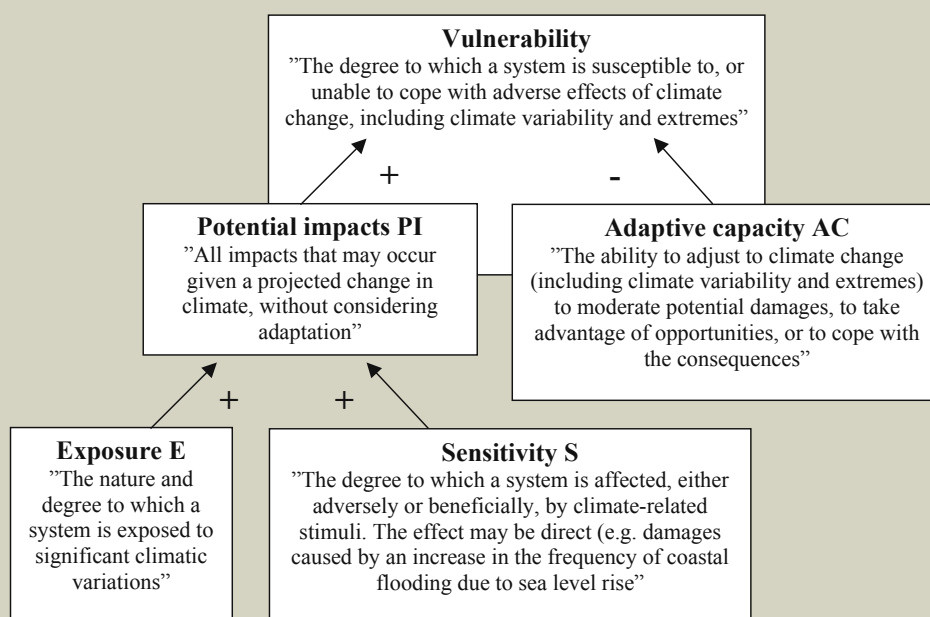 Vulnerability
”The degree to which a system is susceptible to, or
unable to cope with adverse effects of climate
change, including climate variability and extremes”
+
-
Potential impacts PI
”All impacts that may occur
given a projected change in
climate, without considering
adaptation”
Adaptive capacity AC
”The ability to adjust to climate change
(including climate variability and extremes)
to moderate potential damages, to take
advantage of opportunities, or to cope with
the consequences”
+
+
Exposure E
”The nature and
degree to which a
system is exposed to
significant climatic
variations”
Sensitivity S
”The degree to which a system is affected, either
adversely or beneficially, by climate-related
stimuli. The effect may be direct (e.g. damages
caused by an increase in the frequency of coastal
flooding due to sea level rise”